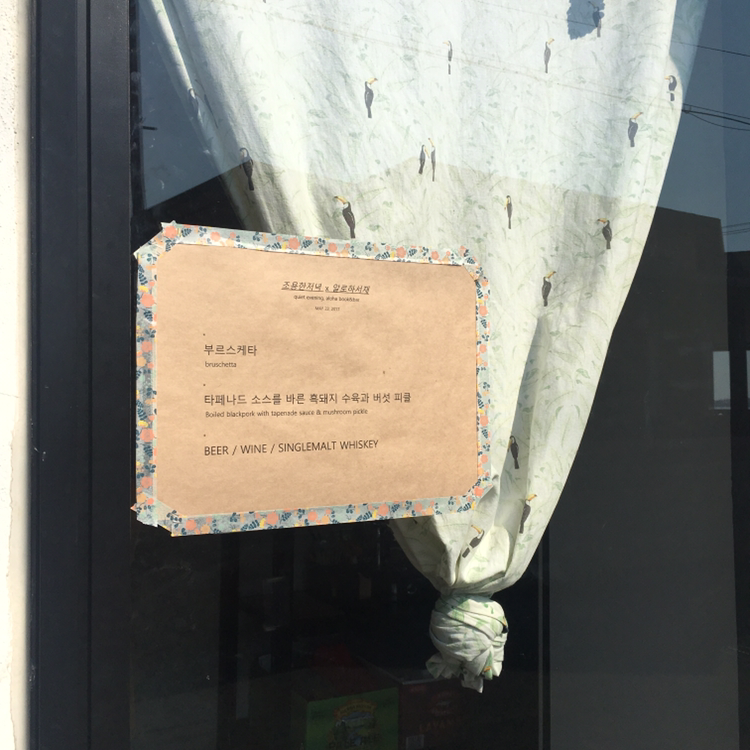 조용한저녁 x 알로하서재
quiet evening, aloha bookshop
부르스케타
bruschetta
타페나드 소스를 바른 흑돼지 수육과 버섯 피클
Boiled blackpork with tapenade sauce & mushroom pickle
BEER / WINE / SINGLEMALT WHISKEY